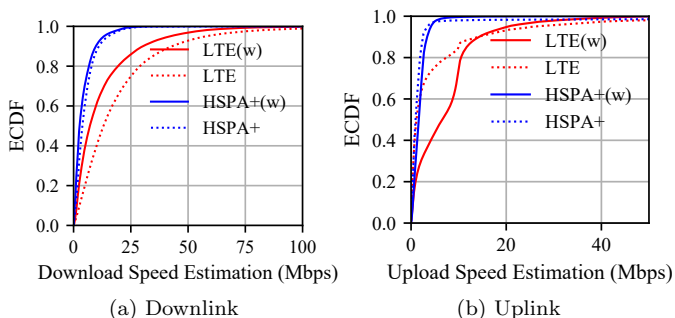 ECDF
1.0
0.8
0.6
0.4
0.2
0.0
LTE(w)
LTE
HSPA+(w)
HSPA+
0 25 50 75 100
Download Speed Estimation (Mbps)
(a) Downlink
ECDF
1.0
0.8
0.6
0.4
0.2
0.0
LTE(w)
LTE
HSPA+(w)
HSPA+
0 20 40
Upload Speed Estimation (Mbps)
(b) Uplink